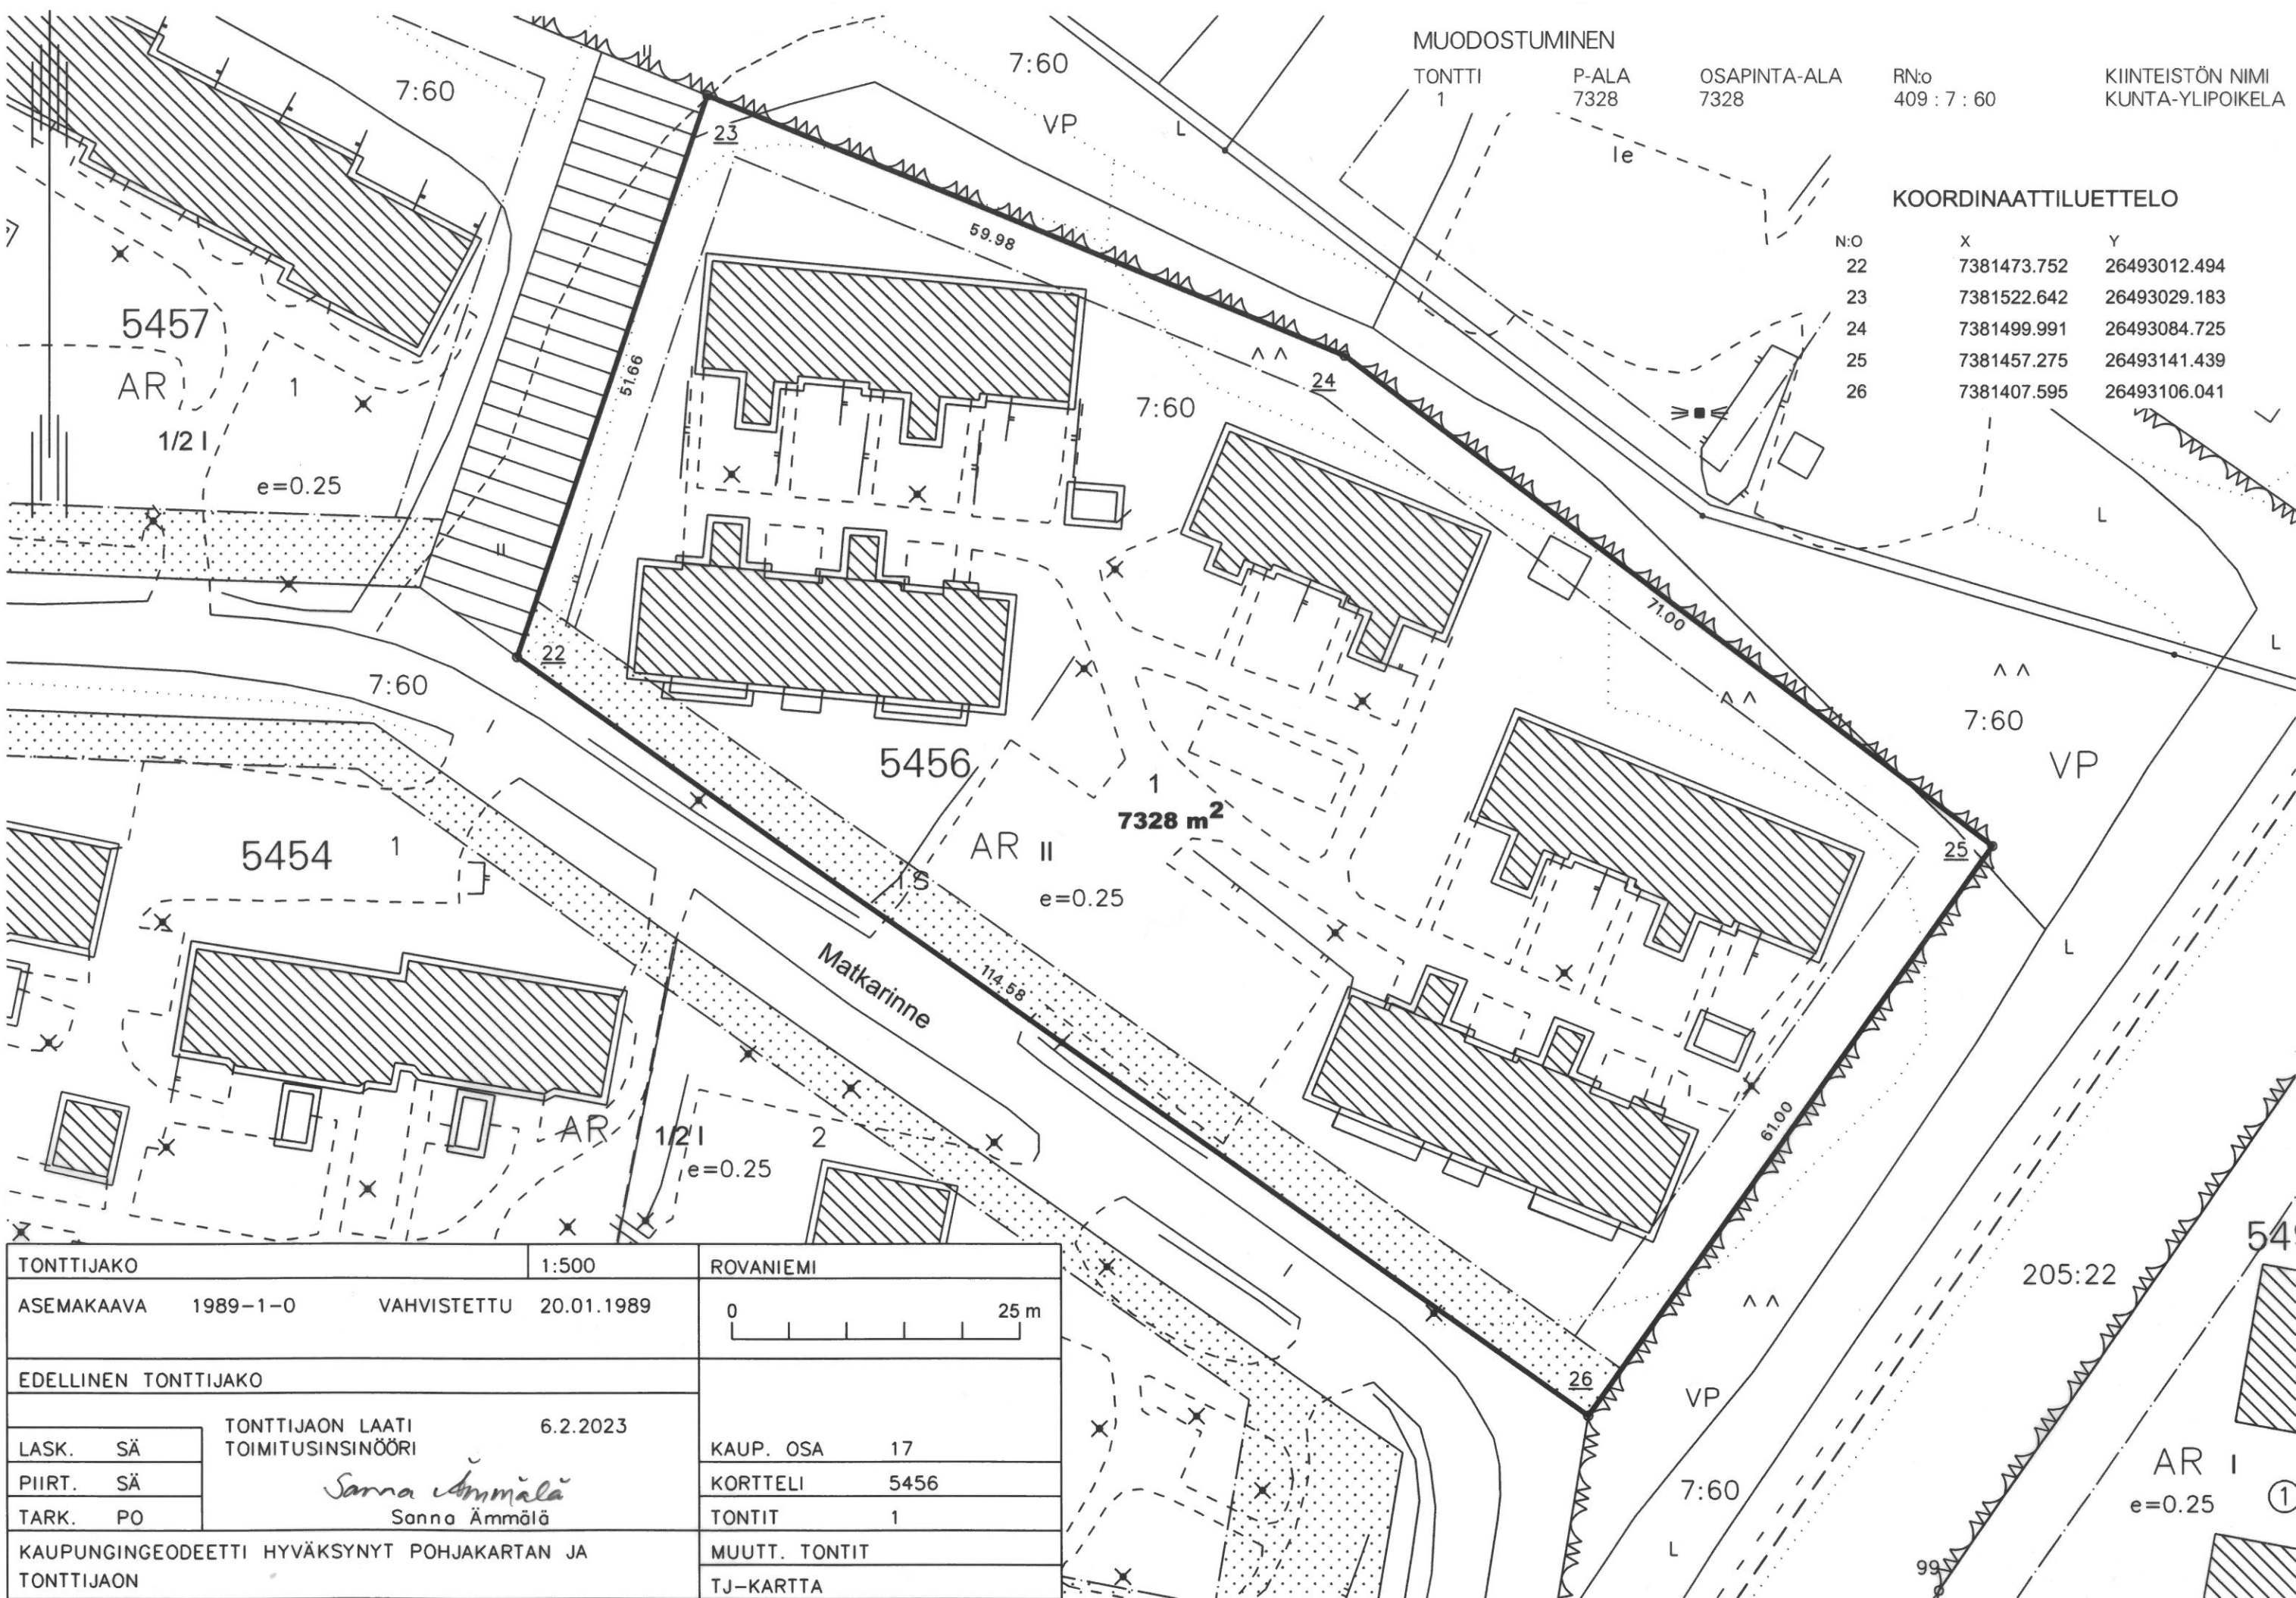 MUODOSTUMINEN
TONTTI P-ALA OSAPINTA-ALA RN:o KIINTEISTÖN NIMI
1 7328 7328 409 : 7 : 60 KUNTA-YLIPOIKELA
KOORDINAATTILUETTELO
N:O X Y
22 7381473.752 26493012.494
23 7381522.642 26493029.183
24 7381499.991 26493084.725
25 7381457.275 26493141.439
26 7381407.595 26493106.041
7:60
7:60
VP
L
le
23
59.98
5457
AR
1
1/2 I
e=0.25
51.66
24
7:60
L
22
7:60
71.00
L
7:60
VP
5456
1
7328 m²
AR II
e=0.25
25
5454 1
I S
L
Matkarinne
114.58
61.00
AR 1/2 I 2
e=0.25
549
205:22
26
VP
AR I
e=0.25
1
7:60
L
99
TONTTIJAKO 1:500 ROVANIEMI
ASEMAKAAVA 1989-1-0 VAHVISTETTU 20.01.1989
0 25 m
EDELLINEN TONTTIJAKO
TONTTIJAON LAATI 6.2.2023
TOIMITUSINSINÖÖRI
LASK. SÄ
KAUP. OSA 17
PIIRT. SÄ
Sanna Ämmälä
KORTTELI 5456
TARK. PO
Sanna Ämmälä
TONTIT 1
KAUPUNGINGEODEETTI HYVÄKSYNYT POHJAKARTAN JA
TONTTIJAON
MUUTT. TONTIT
TJ-KARTTA